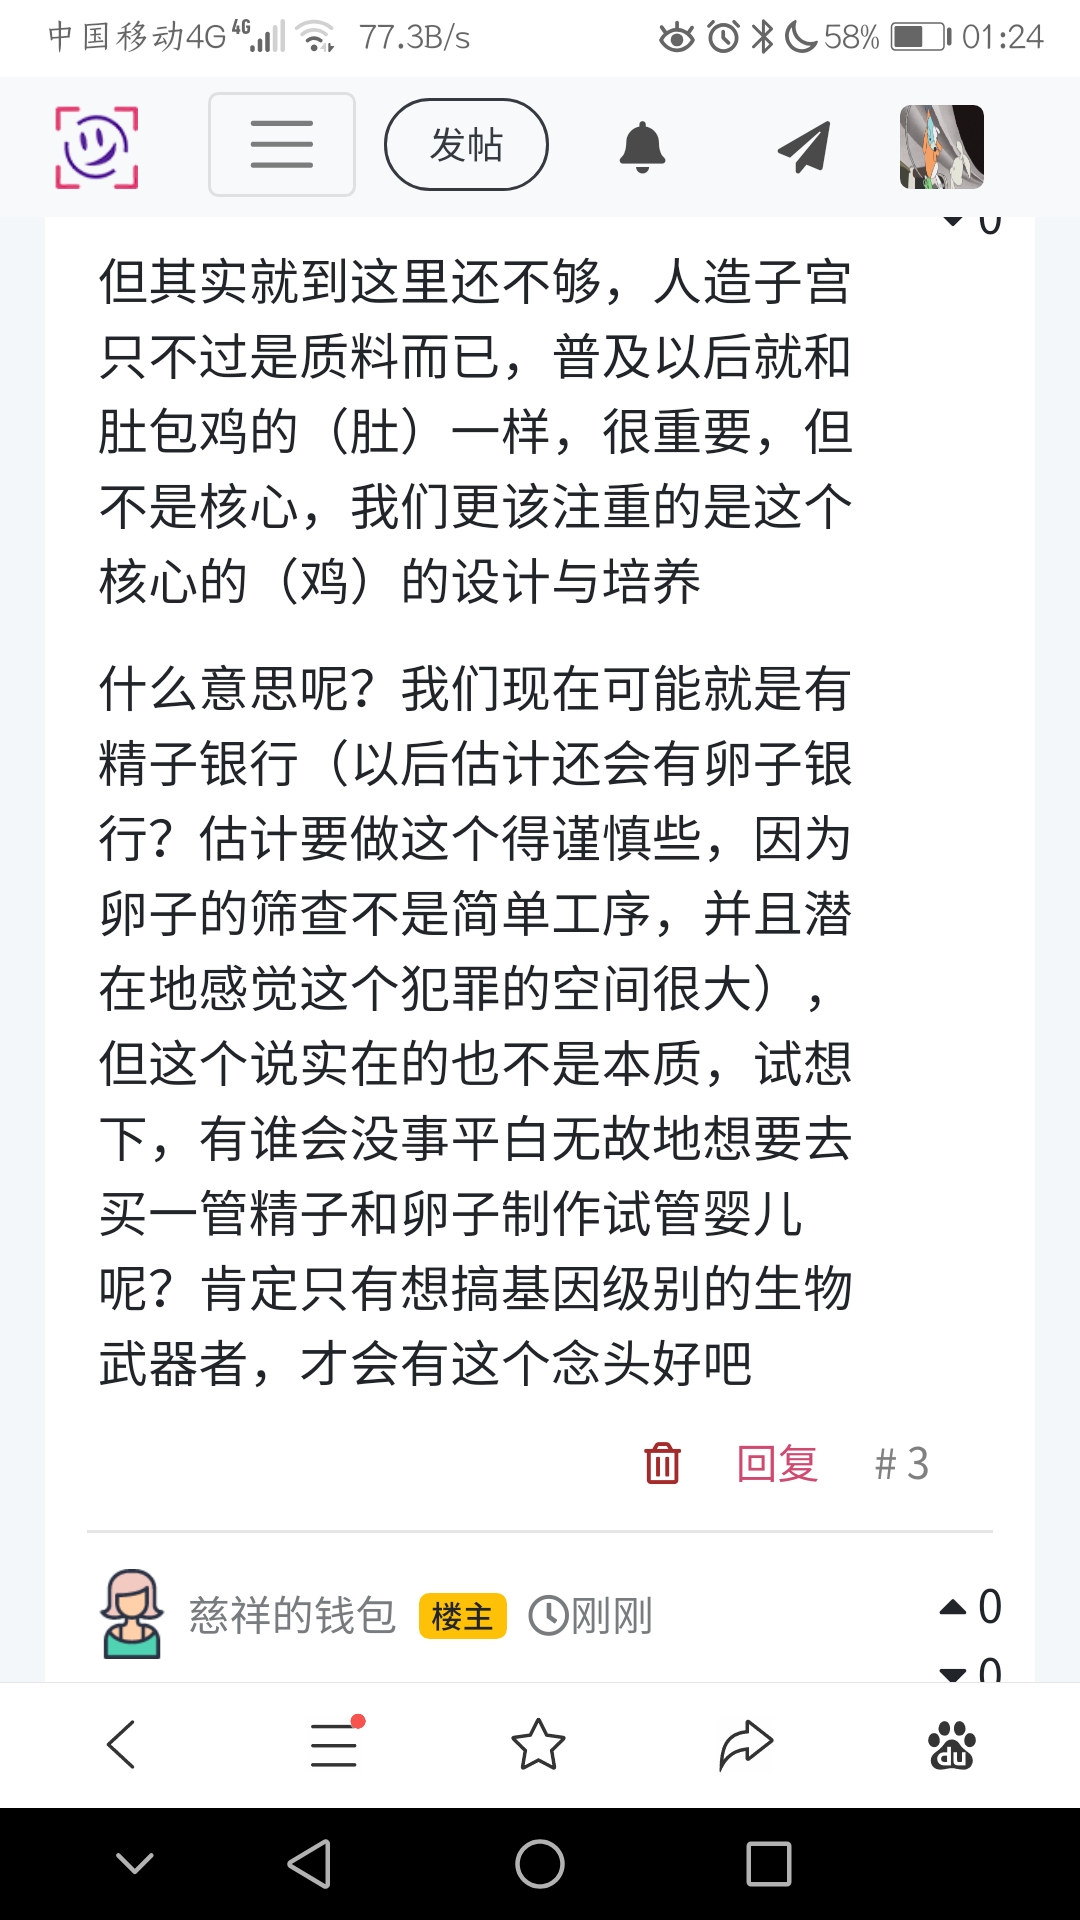 中国移动4G 4G 77.3B/s 58% 01:24
发帖
0
但其实就到这里还不够，人造子宫
只不过是质料而已，普及以后就和
肚包鸡的（肚）一样，很重要，但
不是核心，我们更该注重的是这个
核心的（鸡）的设计与培养
什么意思呢？我们现在可能就是有
精子银行（以后估计还会有卵子银
行？估计要做这个得谨慎些，因为
卵子的筛查不是简单工序，并且潜
在地感觉这个犯罪的空间很大），
但这个说实在的也不是本质，试想
下，有谁会没事平白无故地想要去
买一管精子和卵子制作试管婴儿
呢？肯定只有想搞基因级别的生物
武器者，才会有这个念头好吧
回复 # 3
慈祥的钱包 楼主 刚刚 0
0
du